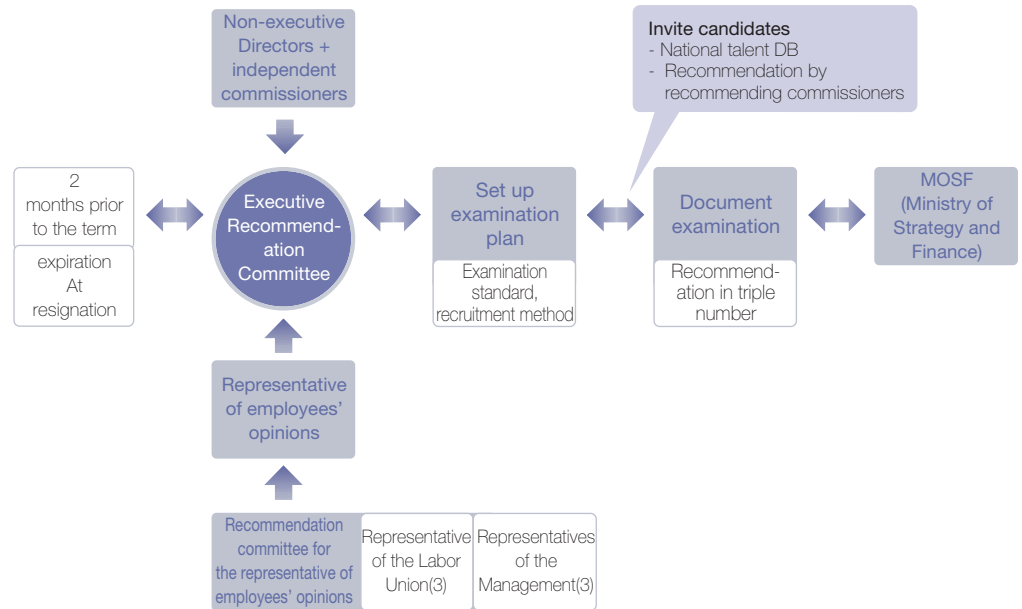 Non-executive
Directors +
independent
commissioners
Invite candidates
- National talent DB
- Recommendation by
recommending commissioners
2
months prior
to the term
expiration
At
resignation
Executive
Recommend-
ation
Committee
Set up
examination
plan
Examination
standard,
recruitment method
Document
examination
Recommend-
ation in triple
number
MOSF
(Ministry of
Strategy and
Finance)
Representative
of employees'
opinions
Recommendation
committee for
the representative of
employees' opinions
Representative
of the Labor
Union(3)
Representatives
of the
Management(3)